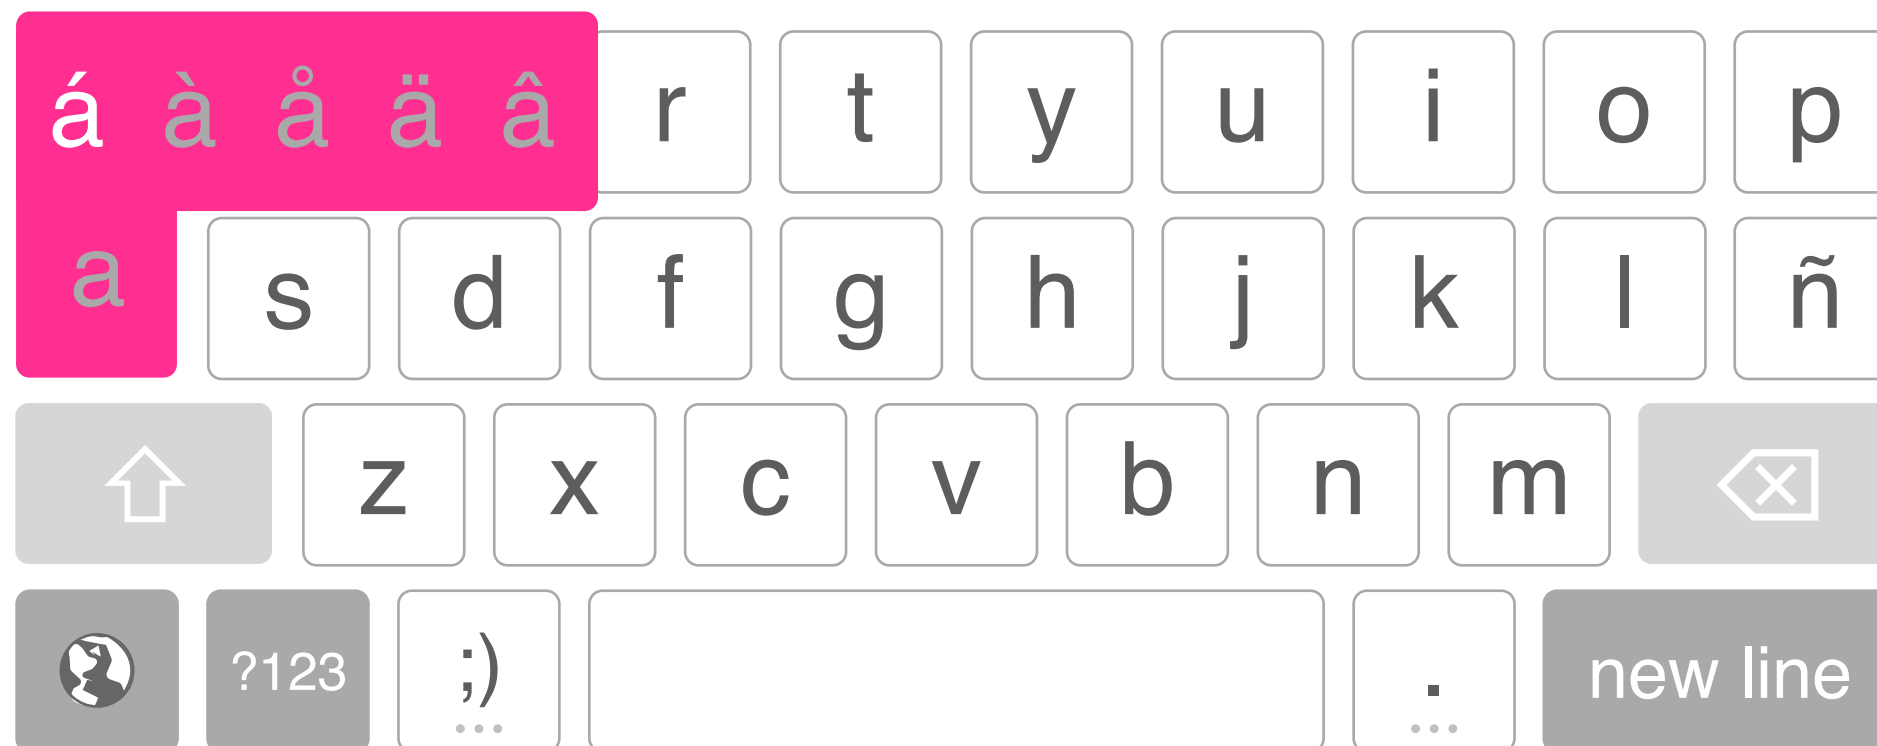 á à å ä â r t y u i o p
a s d f g h j k l ñ
z x c v b n m
?123 ;) . new line